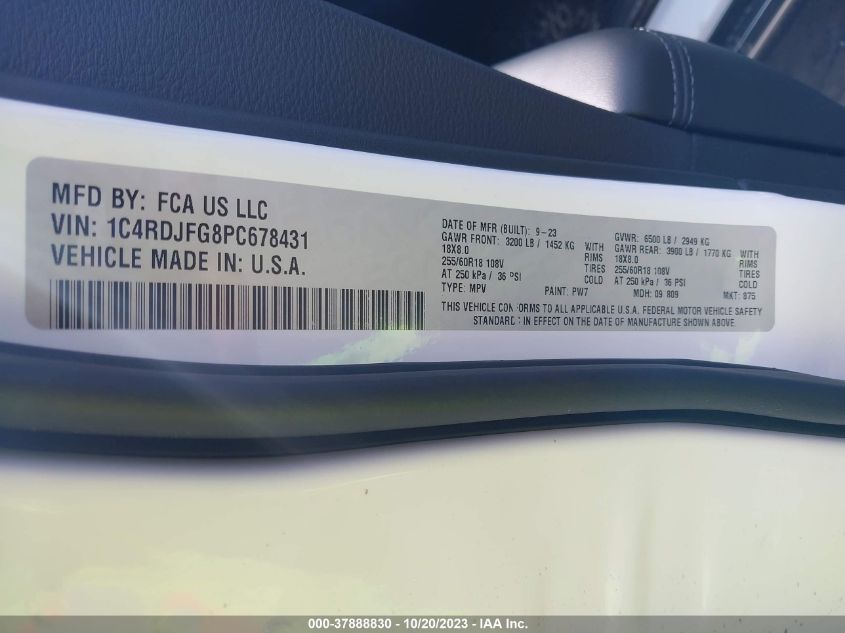 MFD BY: FCA US LLC
VIN: 1C4RDJFG8PC678431
VEHICLE MADE IN: U.S.A.
DATE OF MFR (BUILT): 9-23 GVWR: 6500 LB / 2949 KG
GAWR FRONT: 3200 LB / 1452 KG WITH GAWR REAR: 3900 LB / 1770 KG WITH
18X8.0 RIMS 18X8.0 RIMS
255/60R18 108V TIRES 255/60R18 108V TIRES
AT 250 kPa / 36 PSI COLD AT 250 kPa / 36 PSI COLD
TYPE: MPV PAINT: PW7 MDH: 09 809 MKT: 875
THIS VEHICLE CONFORMS TO ALL APPLICABLE U.S.A. FEDERAL MOTOR VEHICLE SAFETY
STANDARDS IN EFFECT ON THE DATE OF MANUFACTURE SHOWN ABOVE.
000-37888830 - 10/20/2023 - IAA Inc.